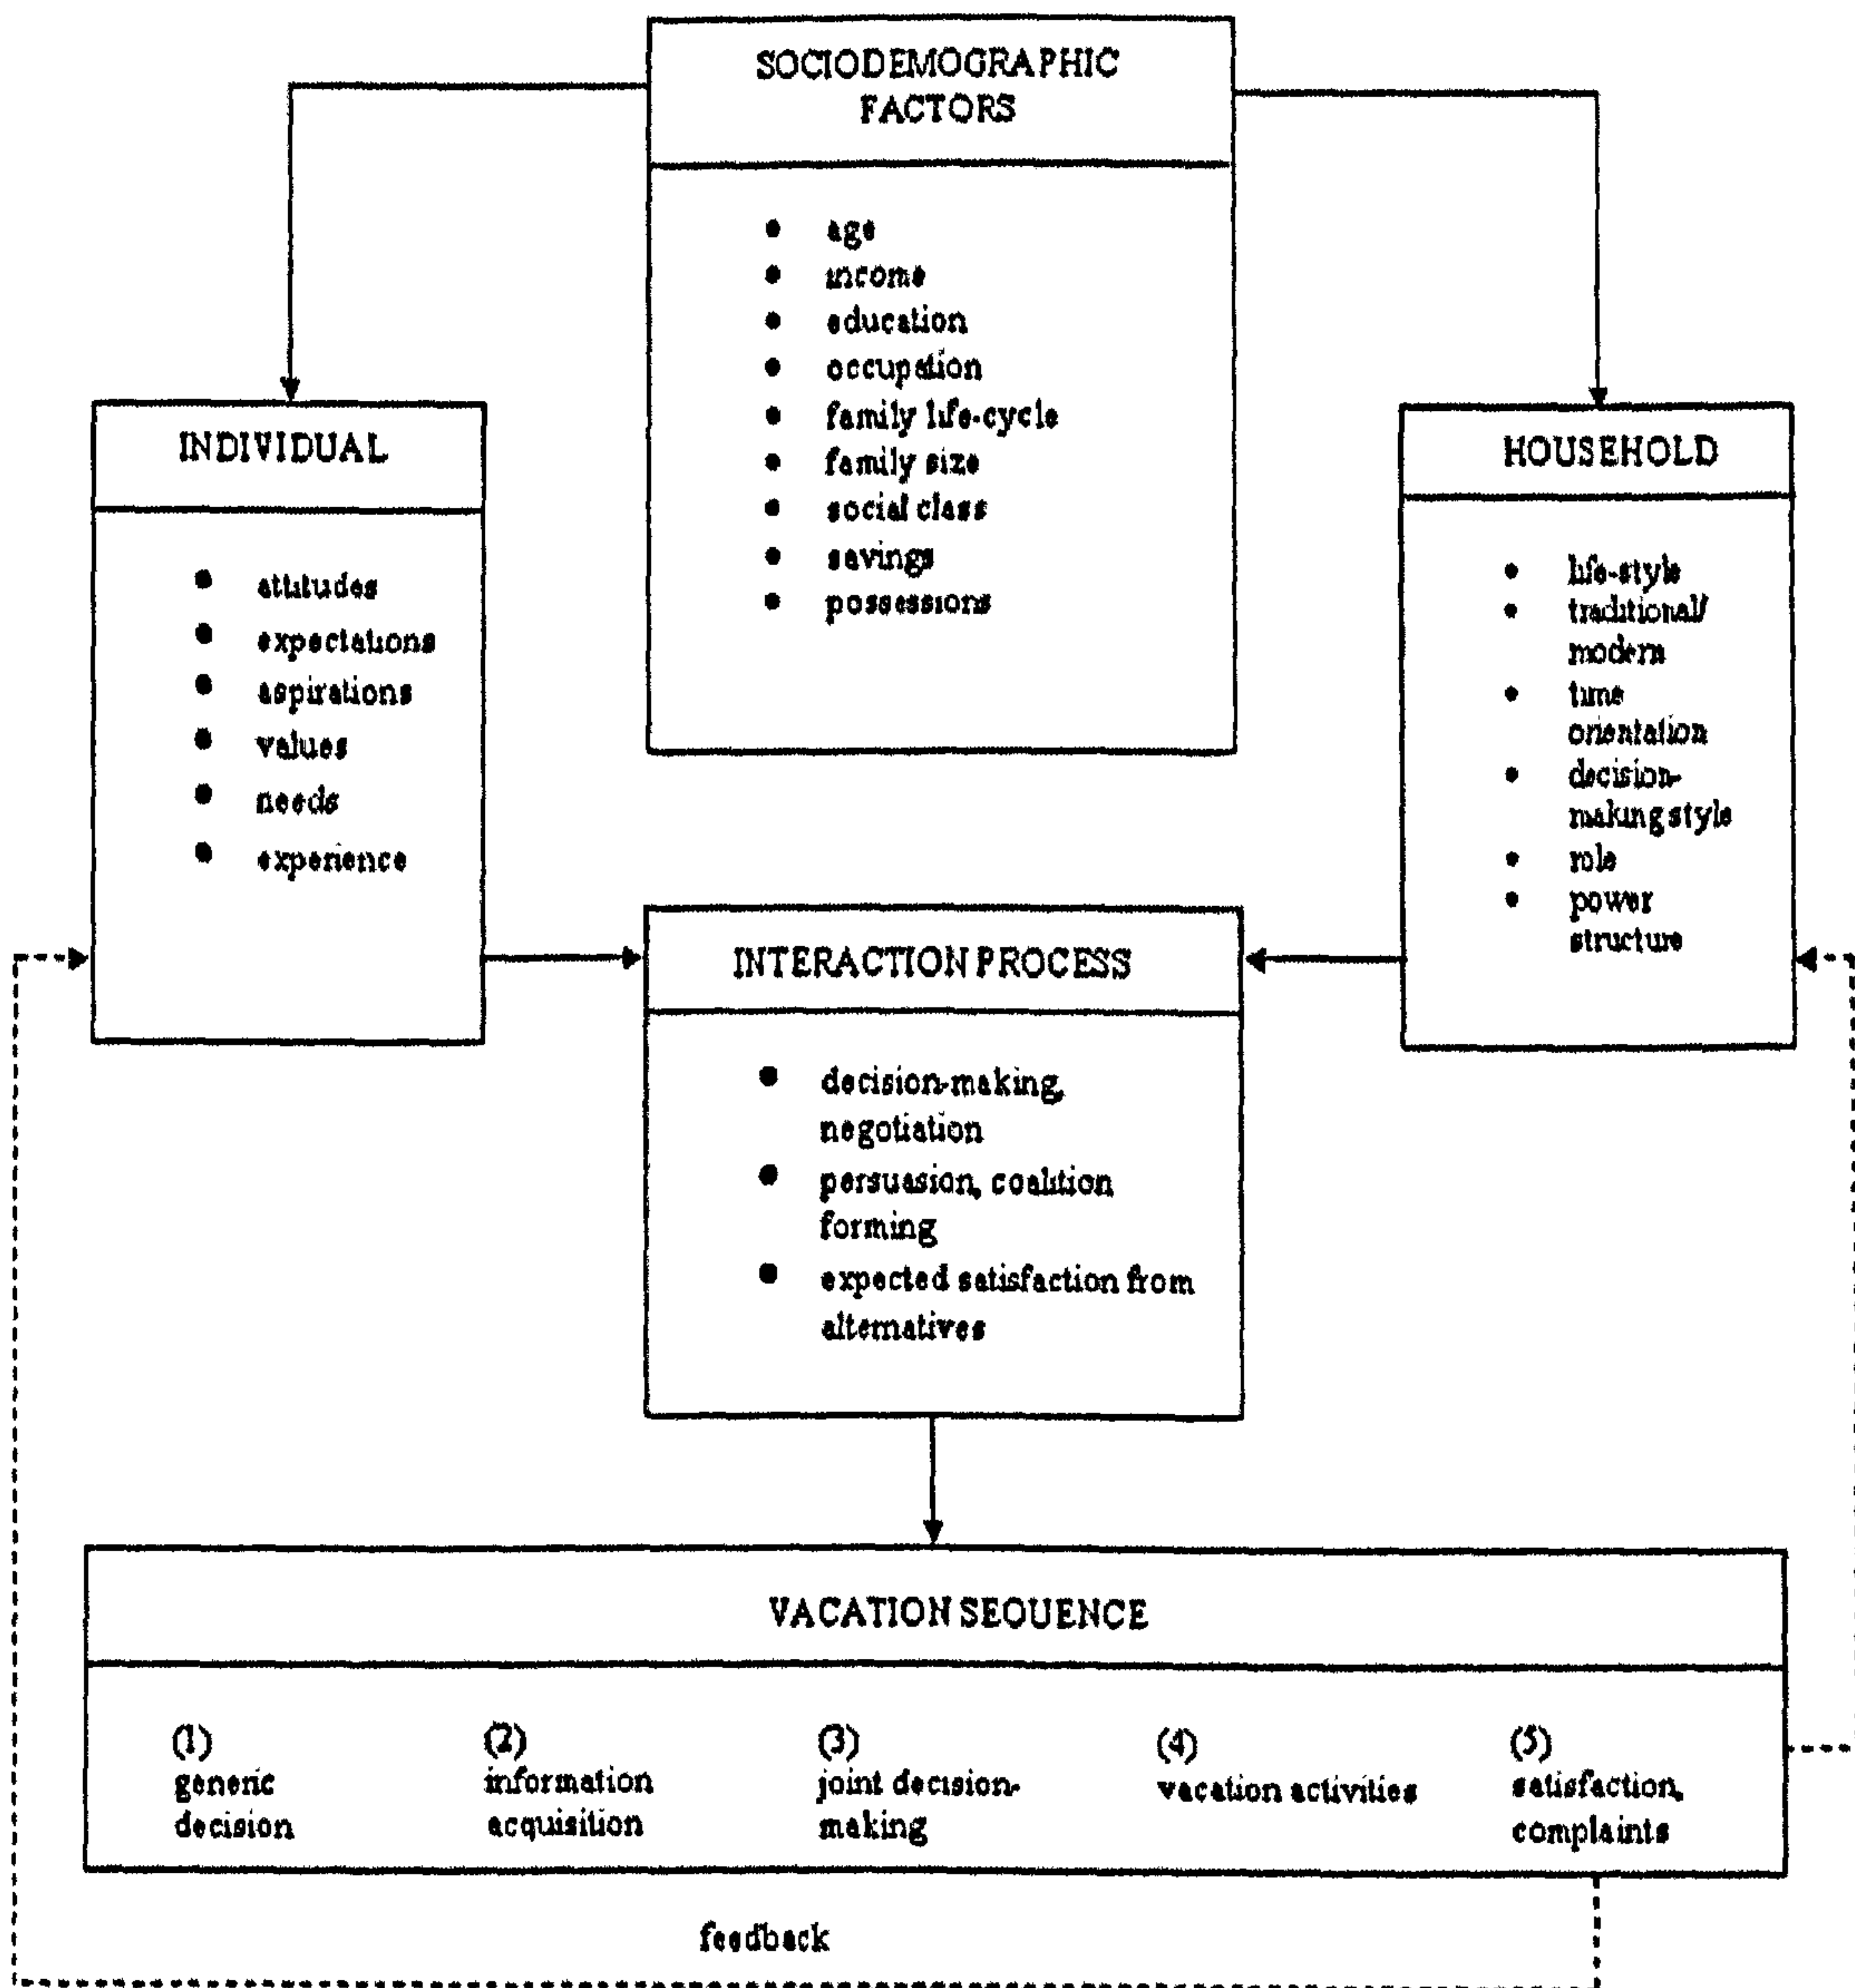 SOCIODEMOGRAPHIC
FACTORS
• age
• income
• education
• occupation
• family life-cycle
• family size
• social class
• savings
• possessions
INDIVIDUAL
• attitudes
• expectations
• aspirations
• values
• needs
• experience
HOUSEHOLD
• life-style
• traditional/
modern
• time
orientation
• decision-
making style
• role
• power
structure
INTERACTION PROCESS
• decision-making,
negotiation
• persuasion, coalition
forming
• expected satisfaction from
alternatives
VACATION SEQUENCE
(1)
generic
decision
(2)
information
acquisition
(3)
joint decision-
making
(4)
vacation activities
(5)
satisfaction,
complaints
feedback